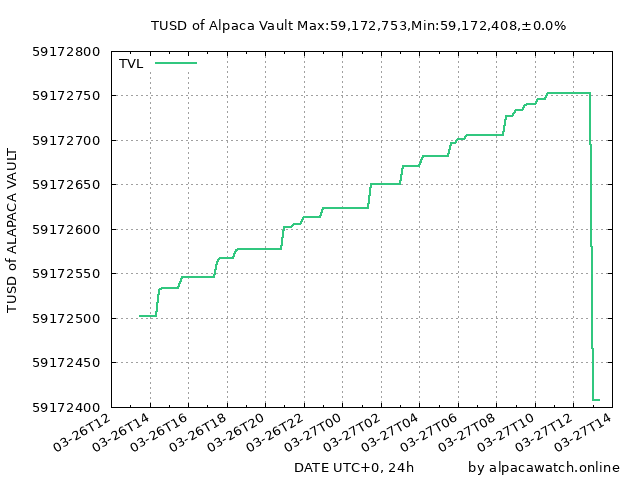 TUSD of Alpaca Vault Max:59,172,753,Min:59,172,408,±0.0%
TVL
59172800
59172750
59172700
59172650
59172600
59172550
59172500
59172450
59172400
TUSD of ALAPACA VAULT
03-26T12
03-26T14
03-26T16
03-26T18
03-26T20
03-26T22
03-27T00
03-27T02
03-27T04
03-27T06
03-27T08
03-27T10
03-27T12
03-27T14
DATE UTC+0, 24h
by alpacawatch.online